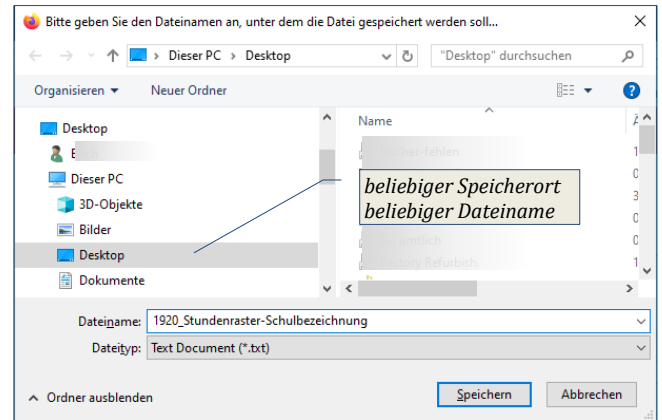 Bitte geben Sie den Dateinamen an, unter dem die Datei gespeichert werden soll...
Dieser PC > Desktop
"Desktop" durchsuchen
Organisieren
Neuer Ordner
Desktop
Dieser PC
3D-Objekte
Bilder
Desktop
Dokumente
Name
beliebiger Speicherort
beliebiger Dateiname
Dateiname: 1920_Stundenraster-Schulbezeichnung
Dateityp: Text Document (*.txt)
Ordner ausblenden
Speichern
Abbrechen